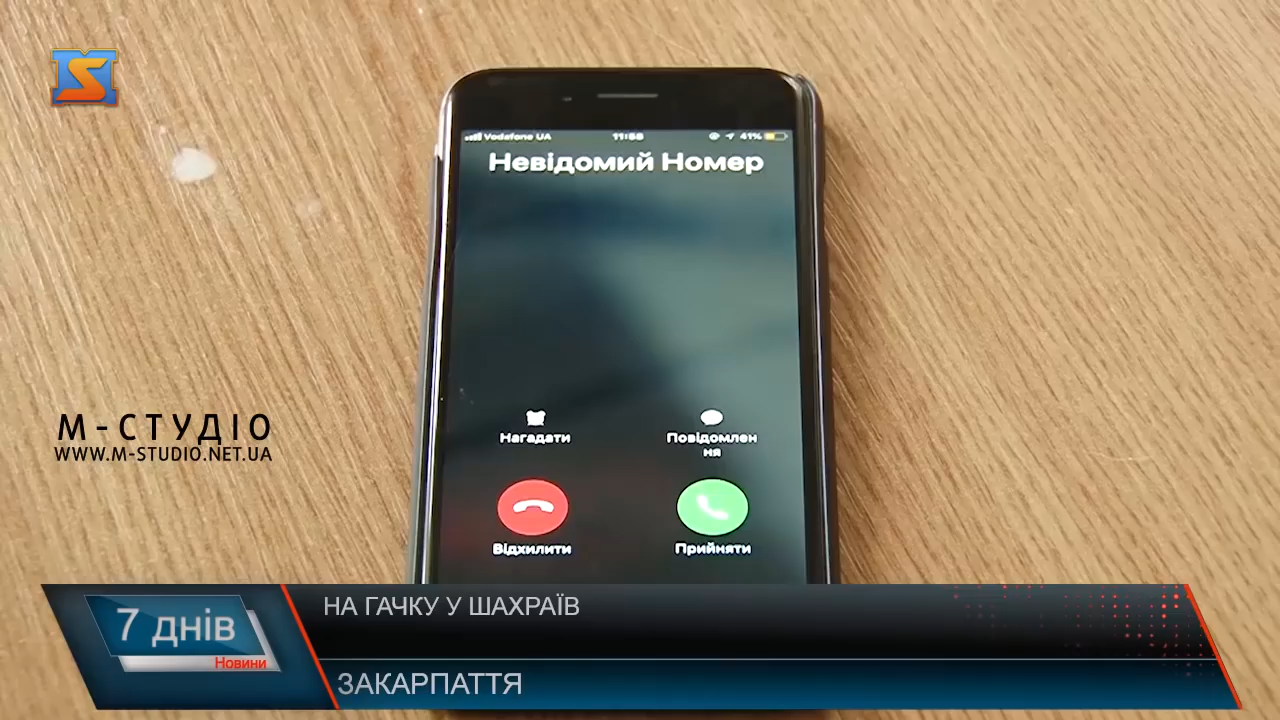 Vodafone UA 11:58 41%
Невідомий Номер
Нагадати
Повідомлен
ня
Відхилити
Прийняти
М-СТУДІО
WWW.M-STUDIO.NET.UA
7 днів
Новини
НА ГАЧКУ У ШАХРАЇВ
ЗАКАРПАТТЯ